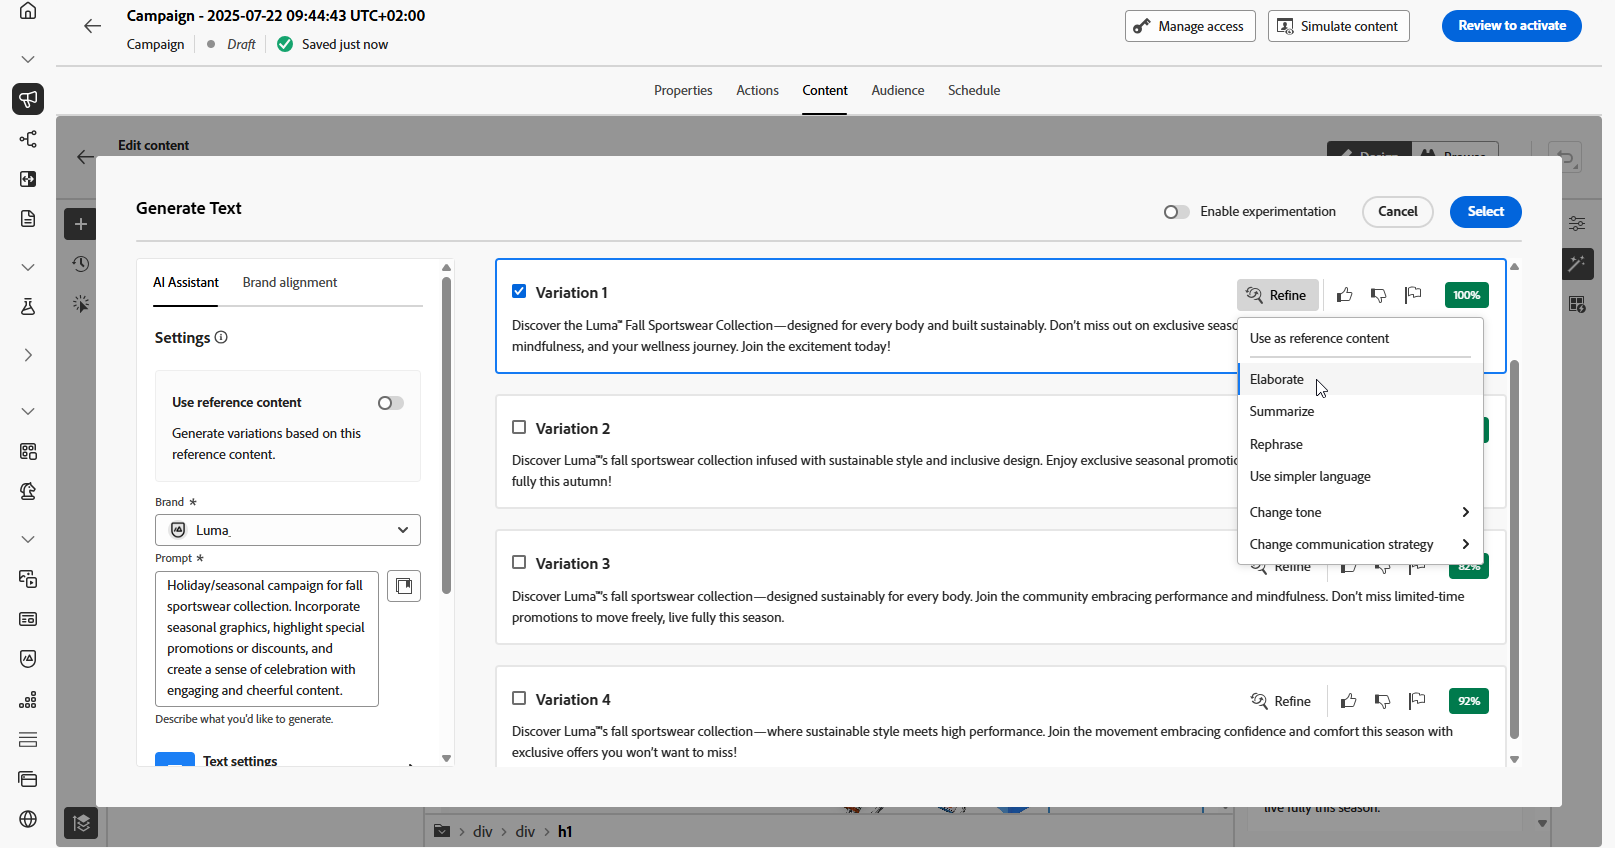 Campaign - 2025-07-22 09:44:43 UTC+02:00
Campaign
Draft
Saved just now
Manage access
Simulate content
Review to activate
Properties
Actions
Content
Audience
Schedule
Edit content
Design
Browse
Generate Text
Enable experimentation
Cancel
Select
AI Assistant
Brand alignment
Settings
Use reference content
Generate variations based on this
reference content.
Brand *
Luma_
Prompt *
Holiday/seasonal campaign for fall
sportswear collection. Incorporate
seasonal graphics, highlight special
promotions or discounts, and
create a sense of celebration with
engaging and cheerful content.
Describe what you'd like to generate.
Text settings
Variation 1
Refine
100%
Discover the Luma™ Fall Sportswear Collection—designed for every body and built sustainably. Don't miss out on exclusive
mindfulness, and your wellness journey. Join the excitement today!
Use as reference content
Elaborate
Summarize
Rephrase
Use simpler language
Change tone
Change communication strategy
Variation 2
Discover Luma™'s fall sportswear collection infused with sustainable style and inclusive design. Enjoy exclusive seasonal
fully this autumn!
Variation 3
Refine
82%
Discover Luma™'s fall sportswear collection—designed sustainably for every body. Join the community embracing performance and mindfulness. Don't miss limited-time
promotions to move freely, live fully this season.
Variation 4
Refine
92%
Discover Luma™'s fall sportswear collection—where sustainable style meets high performance. Join the movement embracing confidence and comfort this season with
exclusive offers you won't want to miss!
live fully this season.
div > div > h1